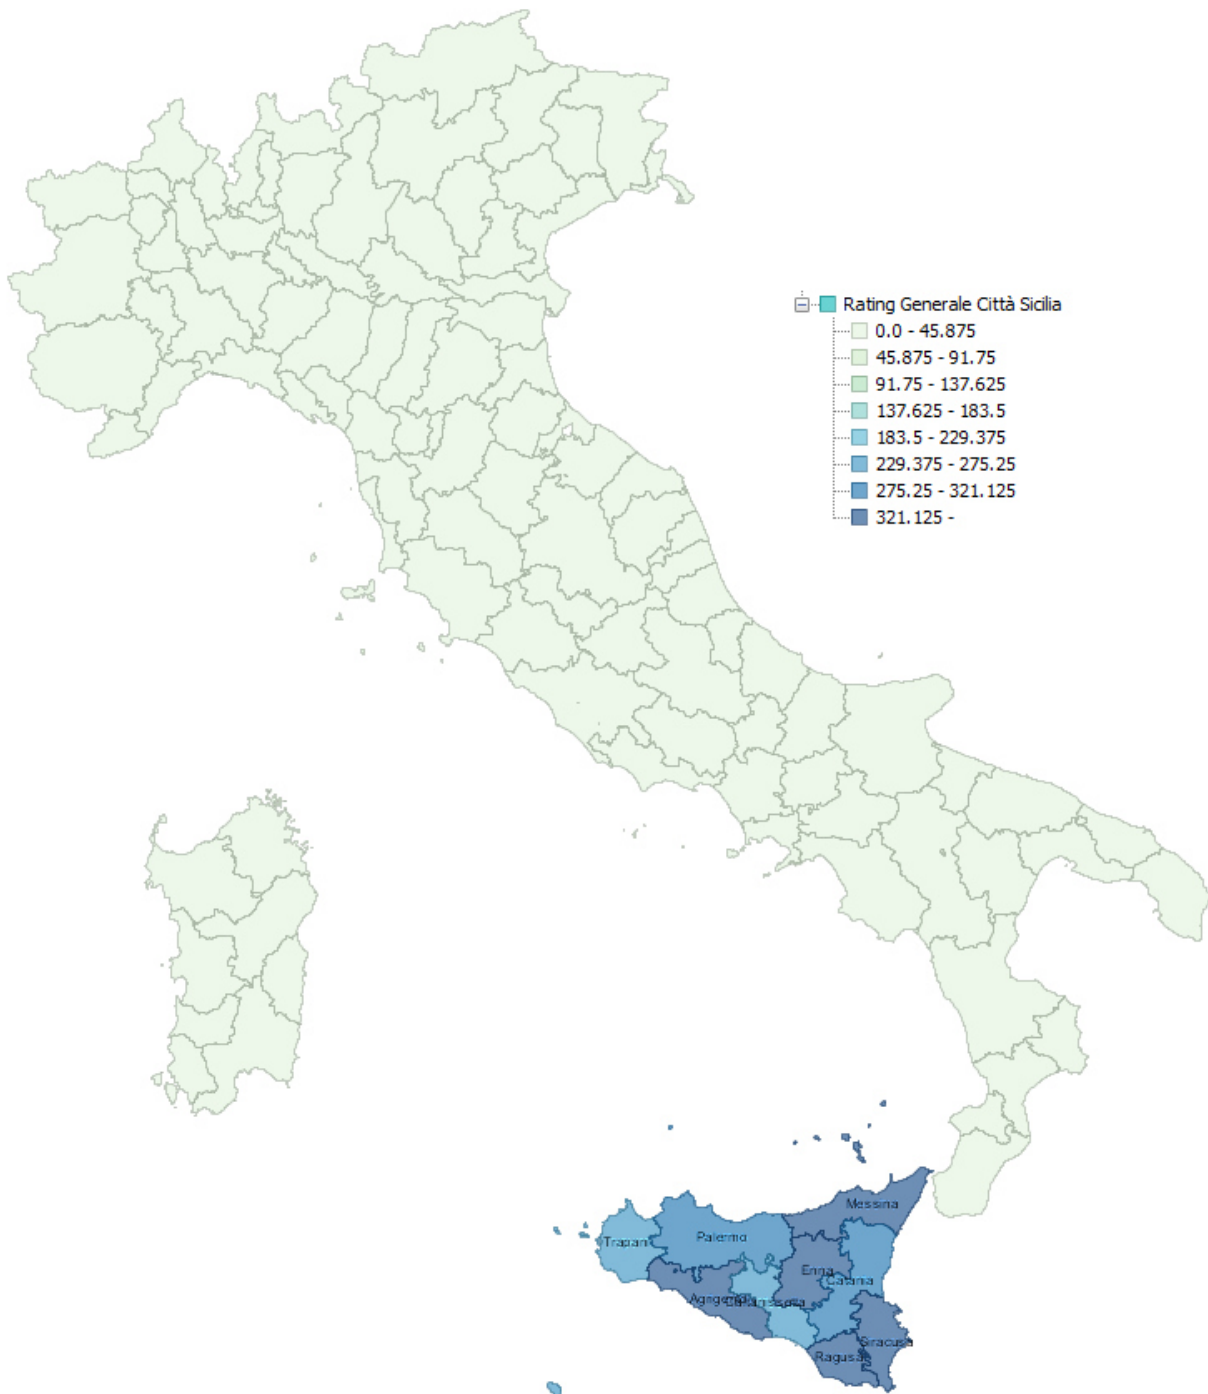 Rating Generale Città Sicilia
0.0 - 45.875
45.875 - 91.75
91.75 - 137.625
137.625 - 183.5
183.5 - 229.375
229.375 - 275.25
275.25 - 321.125
321.125 -
Messina
Trapani
Palermo
Enna
Catania
Agrigento
Caltanissetta
Siracusa
Ragusa